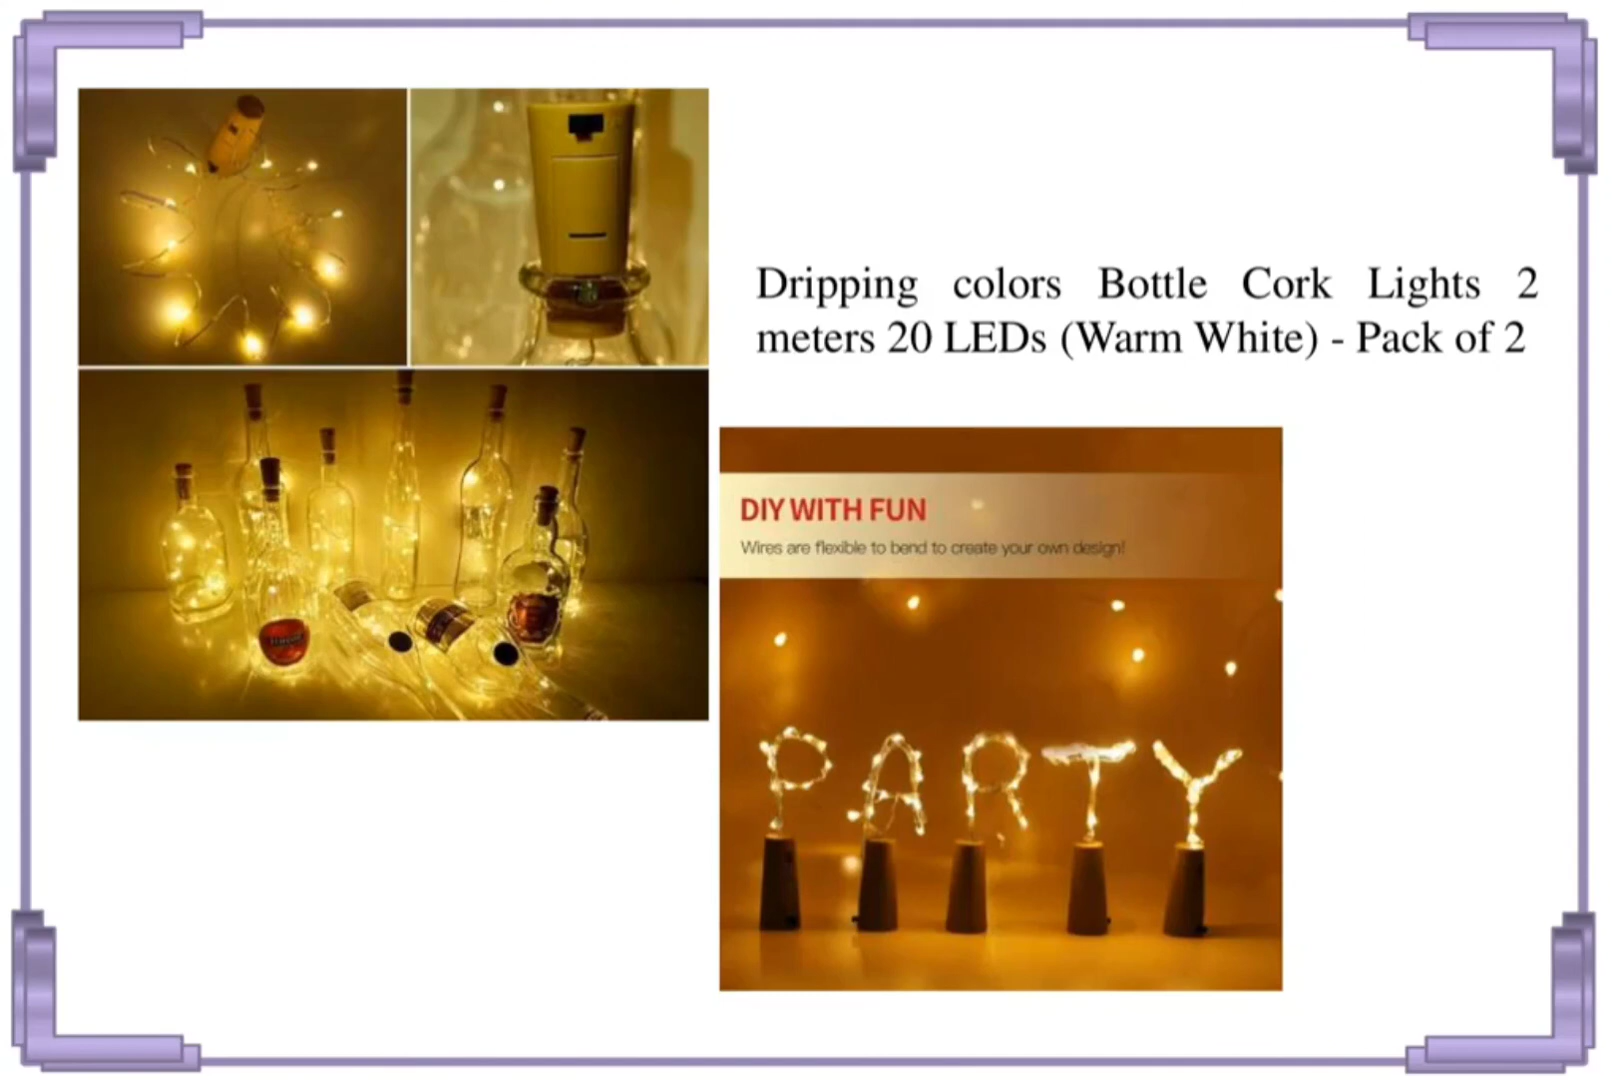 Dripping colors Bottle Cork Lights 2
meters 20 LEDs (Warm White) - Pack of 2
DIY WITH FUN
Wires are flexible to bend to create your own design!